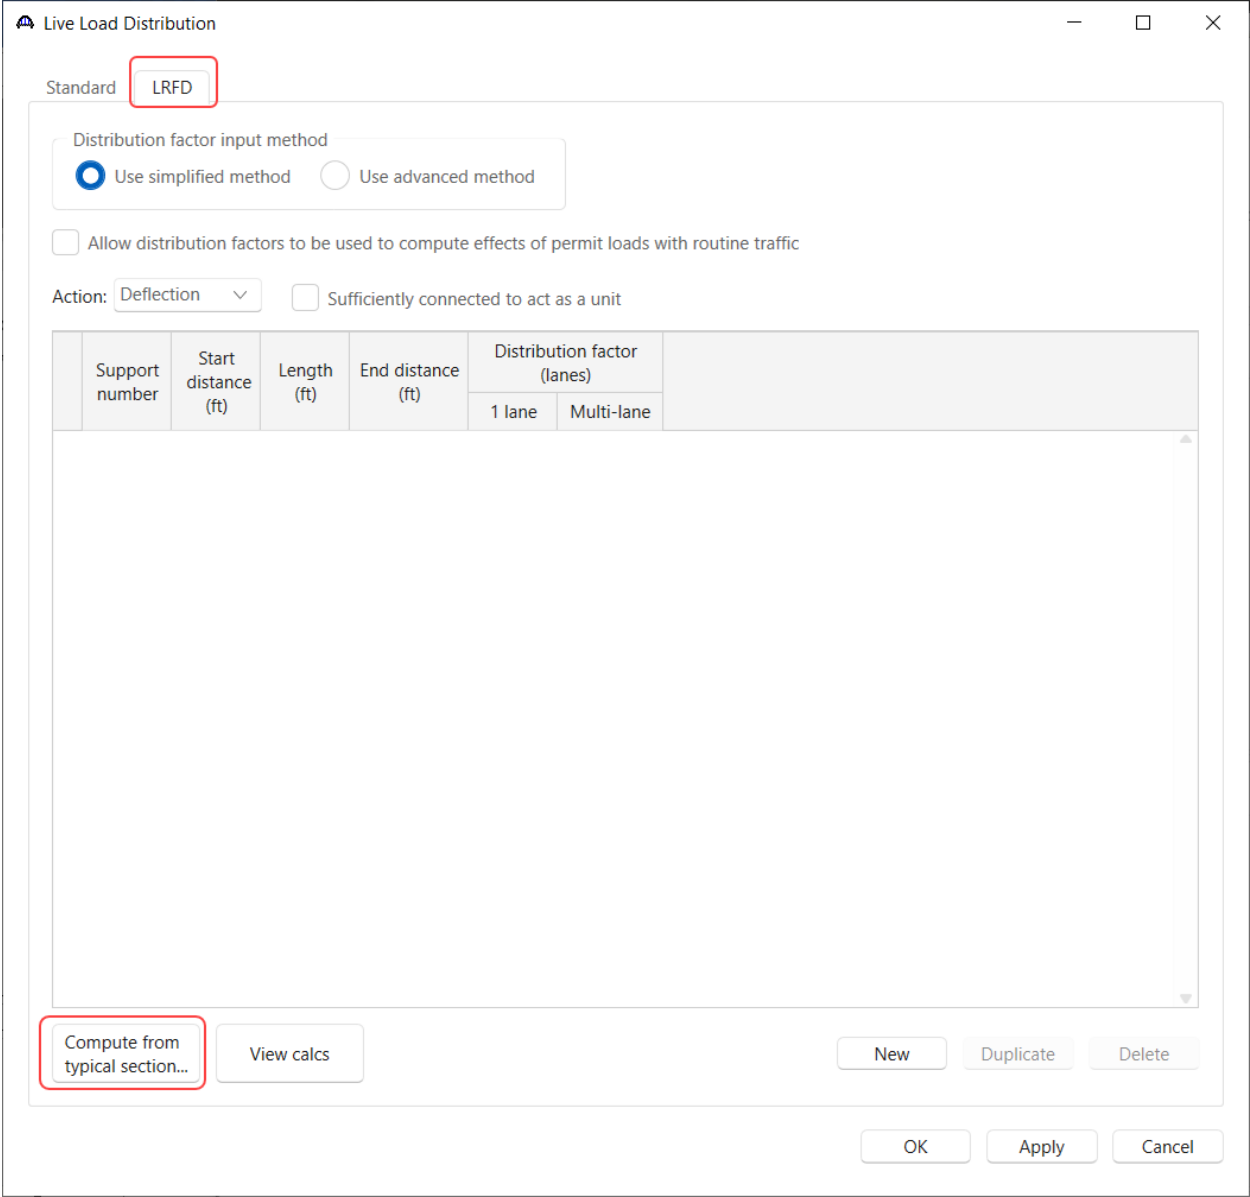 Live Load Distribution
Standard
LRFD
Distribution factor input method
Use simplified method
Use advanced method
Allow distribution factors to be used to compute effects of permit loads with routine traffic
Action:
Deflection
Sufficiently connected to act as a unit
Support
number
Start
distance
(ft)
Length
(ft)
End distance
(ft)
Distribution factor
(lanes)
1 lane
Multi-lane
Compute from
typical section...
View calcs
New
Duplicate
Delete
OK
Apply
Cancel